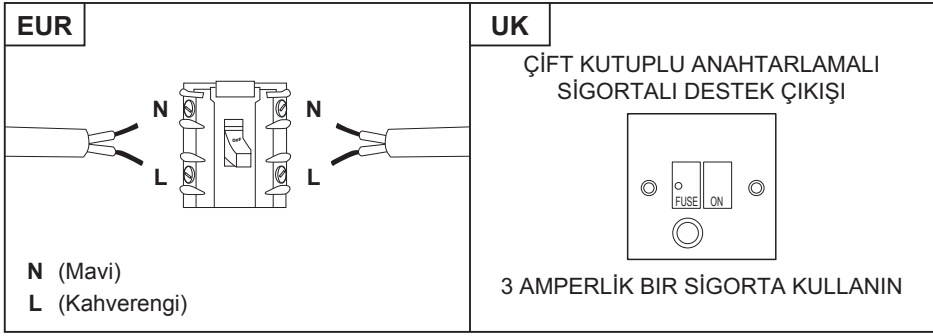 EUR
N
N
L
L
OFF
N (Mavi)
L (Kahverengi)
UK
ÇİFT KUTUPLU ANAHTARLAMALI
SİGORTALI DESTEK ÇIKIŞI
FUSE ON
3 AMPERLİK BIR SİGORTA KULLANIN